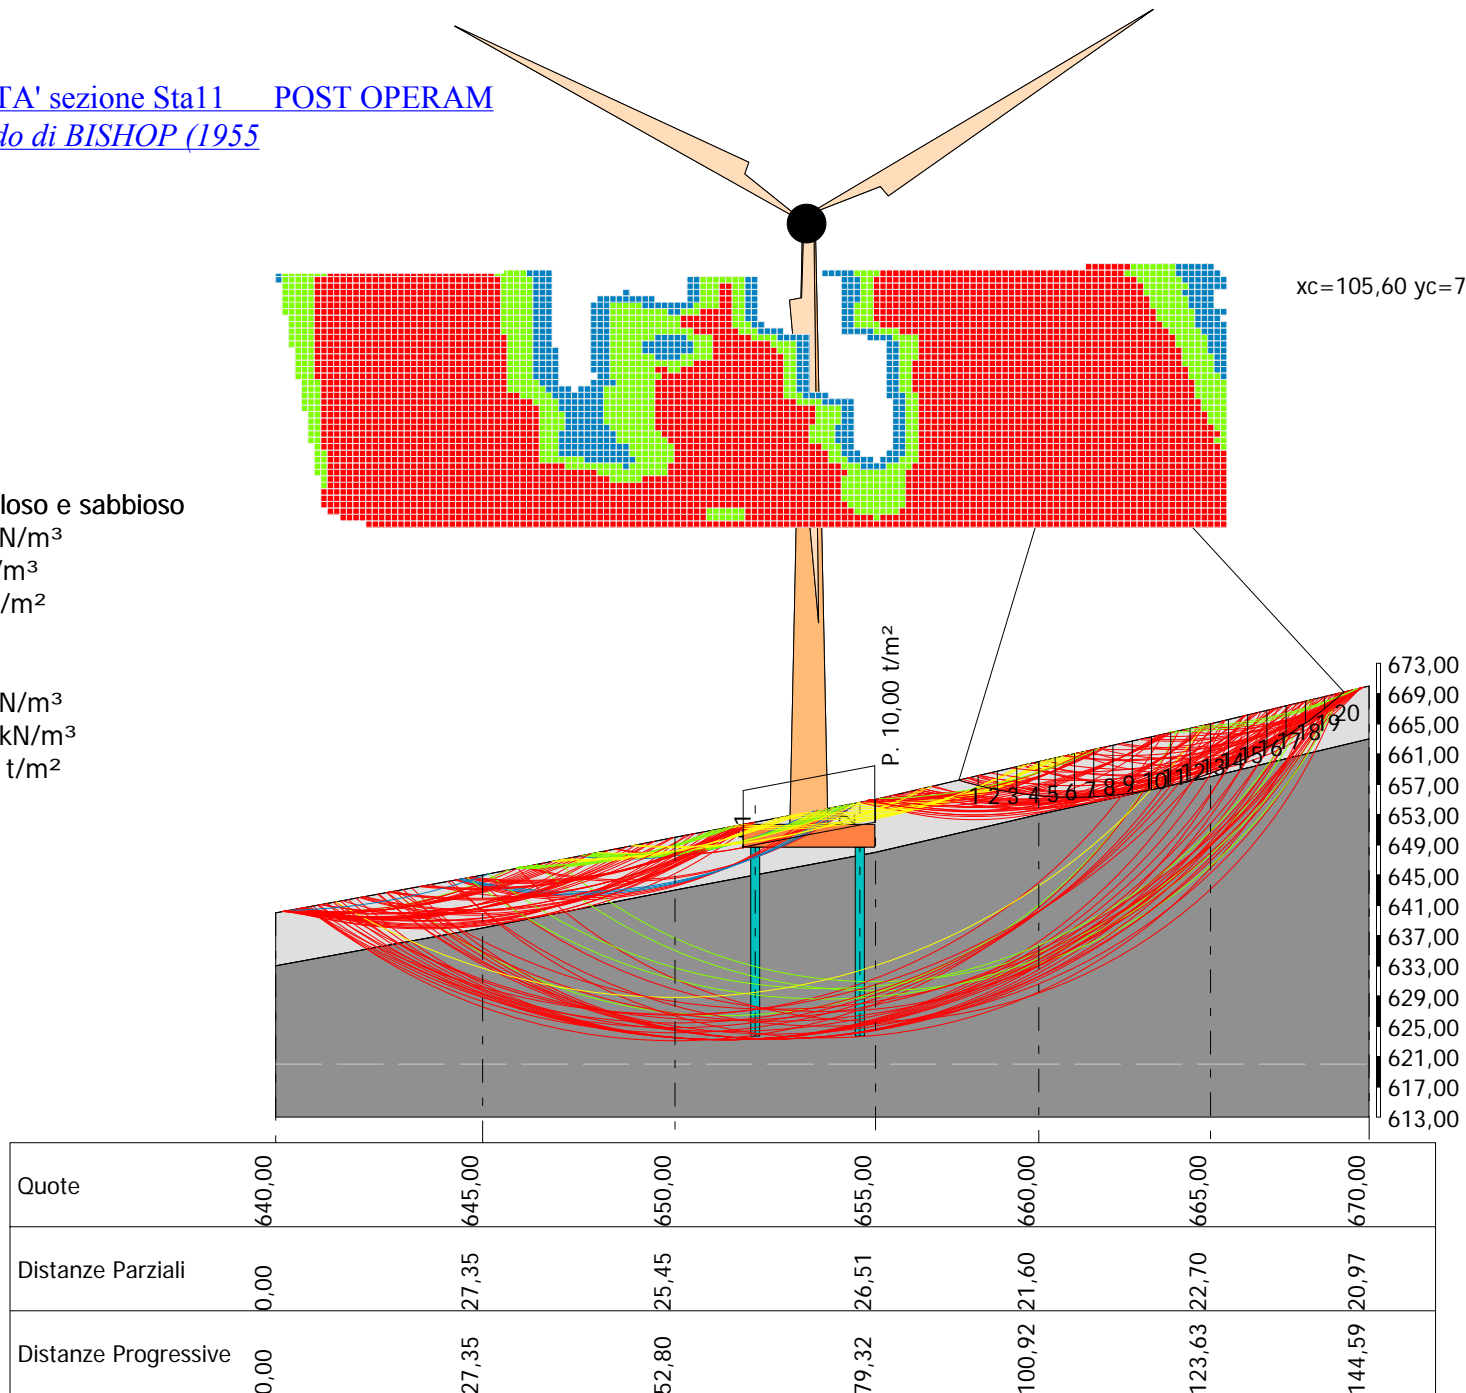 TA' sezione Sta11 POST OPERAM
do di BISHOP (1955
xc=105,60 yc=7
loso e sabbioso
N/m³
/m³
/m²
N/m³
kN/m³
t/m²
P. 10,00 t/m²
1
1 2 3 4 5 6 7 8 9 10 11 12 13 14 15 16 17 18 19 20
673,00
669,00
665,00
661,00
657,00
653,00
649,00
645,00
641,00
637,00
633,00
629,00
625,00
621,00
617,00
613,00
Quote 640,00 645,00 650,00 655,00 660,00 665,00 670,00
Distanze Parziali 0,00 27,35 25,45 26,51 21,60 22,70 20,97
Distanze Progressive 0,00 27,35 52,80 79,32 100,92 123,63 144,59